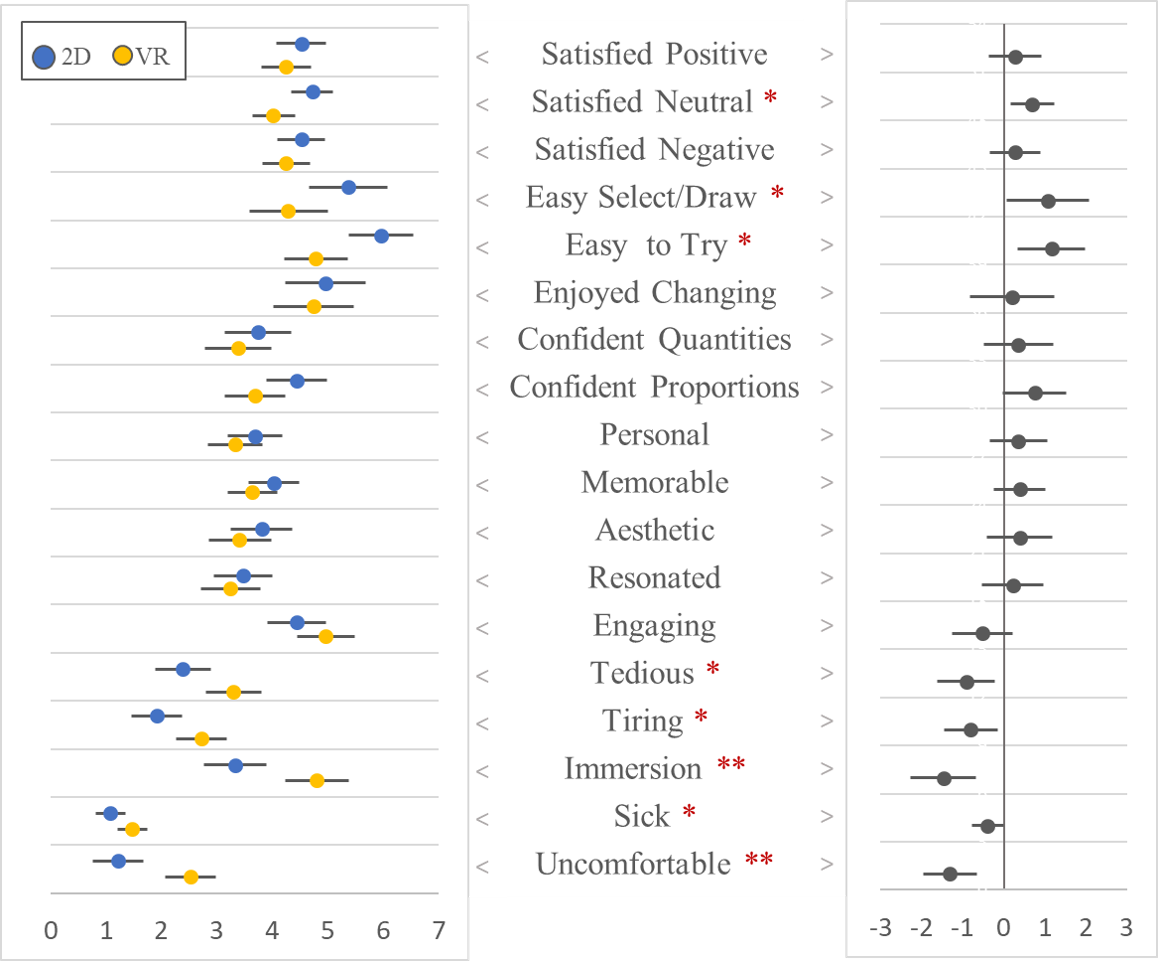 2D VR
< Satisfied Positive >
< Satisfied Neutral * >
< Satisfied Negative >
< Easy Select/Draw * >
< Easy to Try * >
< Enjoyed Changing >
< Confident Quantities >
< Confident Proportions >
< Personal >
< Memorable >
< Aesthetic >
< Resonated >
< Engaging >
< Tedious * >
< Tiring * >
< Immersion ** >
< Sick * >
< Uncomfortable ** >
0 1 2 3 4 5 6 7
-3 -2 -1 0 1 2 3